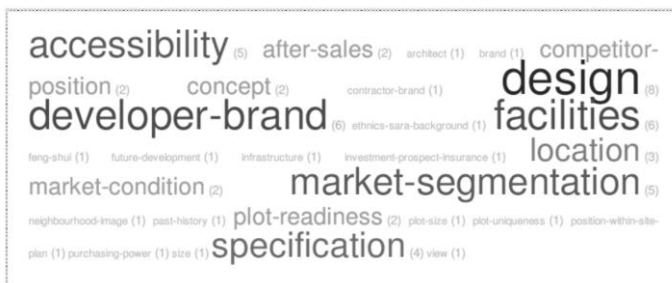 accessibility (5) after-sales (2) architect (1) brand (1) competitor-
position (2) concept (2) contractor-brand (1) design (8)
developer-brand (6) ethnics-sara-background (1) facilities (6)
feng-shui (1) future-development (1) infrastructure (1) investment-prospect-insurance (1) location (3)
market-condition (2) market-segmentation (5)
neighbourhood-image (1) past-history (1) plot-readiness (2) plot-size (1) plot-uniqueness (1) position-within-site-
plan (1) purchasing-power (1) size (1) specification (4) view (1)